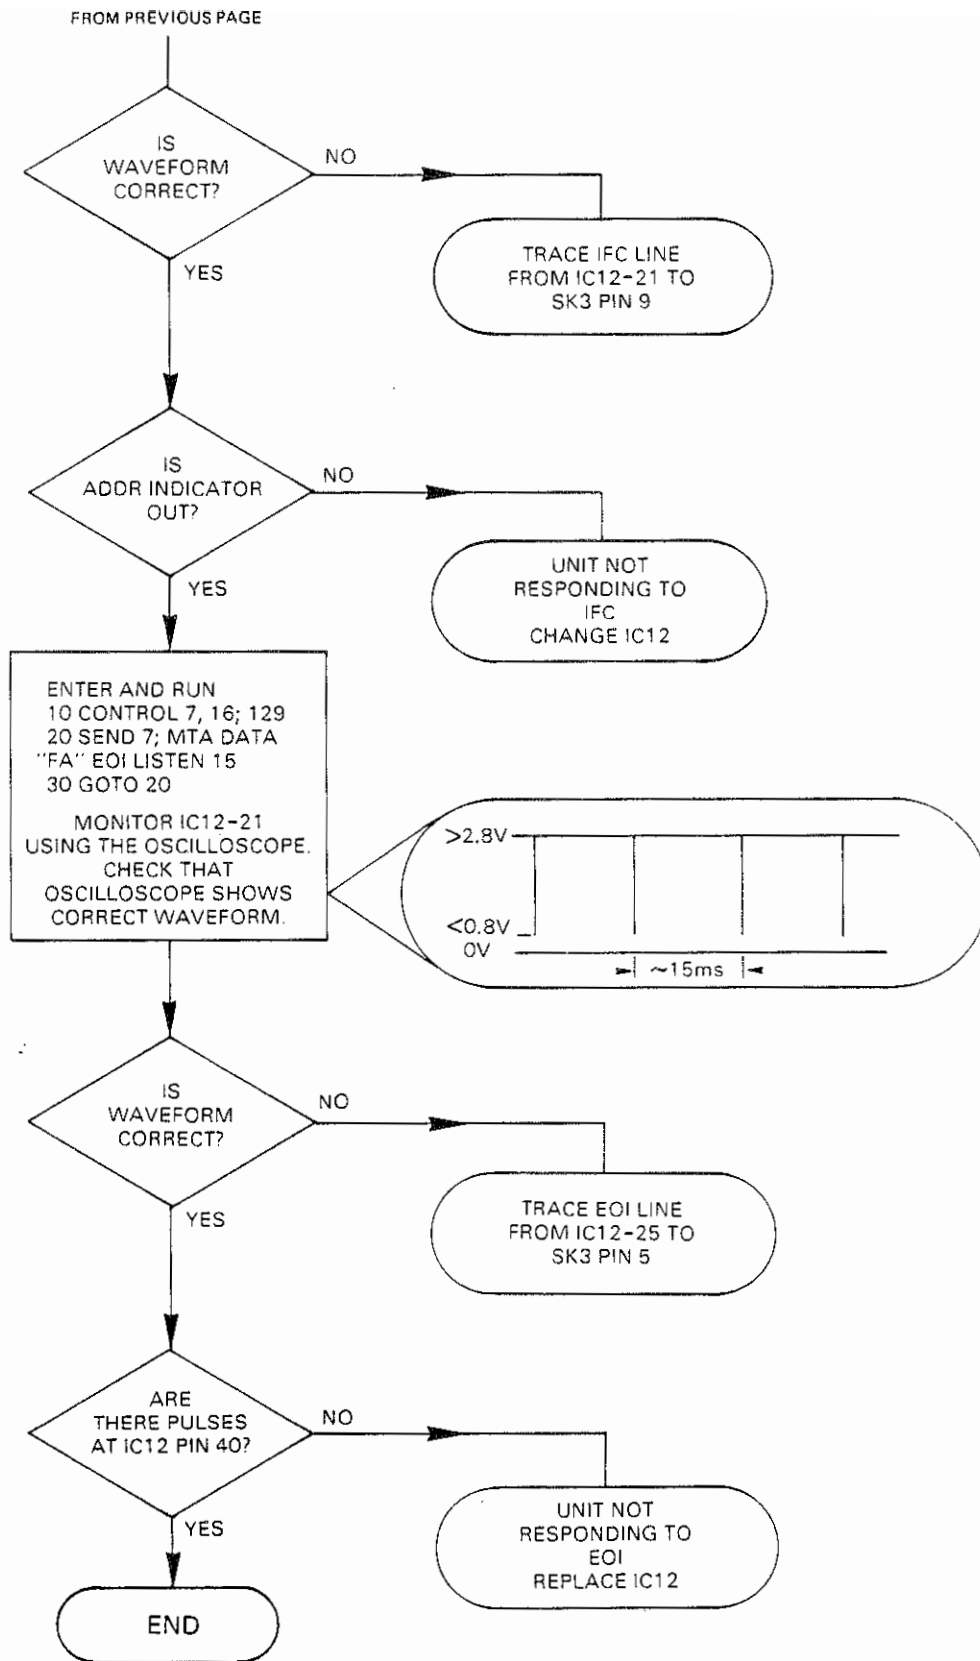 FROM PREVIOUS PAGE
IS
WAVEFORM
CORRECT?
NO
YES
TRACE IFC LINE
FROM IC12-21 TO
SK3 PIN 9
IS
ADDR INDICATOR
OUT?
NO
YES
UNIT NOT
RESPONDING TO
IFC
CHANGE IC12
ENTER AND RUN
10 CONTROL 7, 16; 129
20 SEND 7; MTA DATA
"FA" EOI LISTEN 15
30 GOTO 20
MONITOR IC12-21
USING THE OSCILLOSCOPE.
CHECK THAT
OSCILLOSCOPE SHOWS
CORRECT WAVEFORM.
>2.8V
<0.8V
0V
~15ms
IS
WAVEFORM
CORRECT?
NO
YES
TRACE EOI LINE
FROM IC12-25 TO
SK3 PIN 5
ARE
THERE PULSES
AT IC12 PIN 40?
NO
YES
UNIT NOT
RESPONDING TO
EOI
REPLACE IC12
END